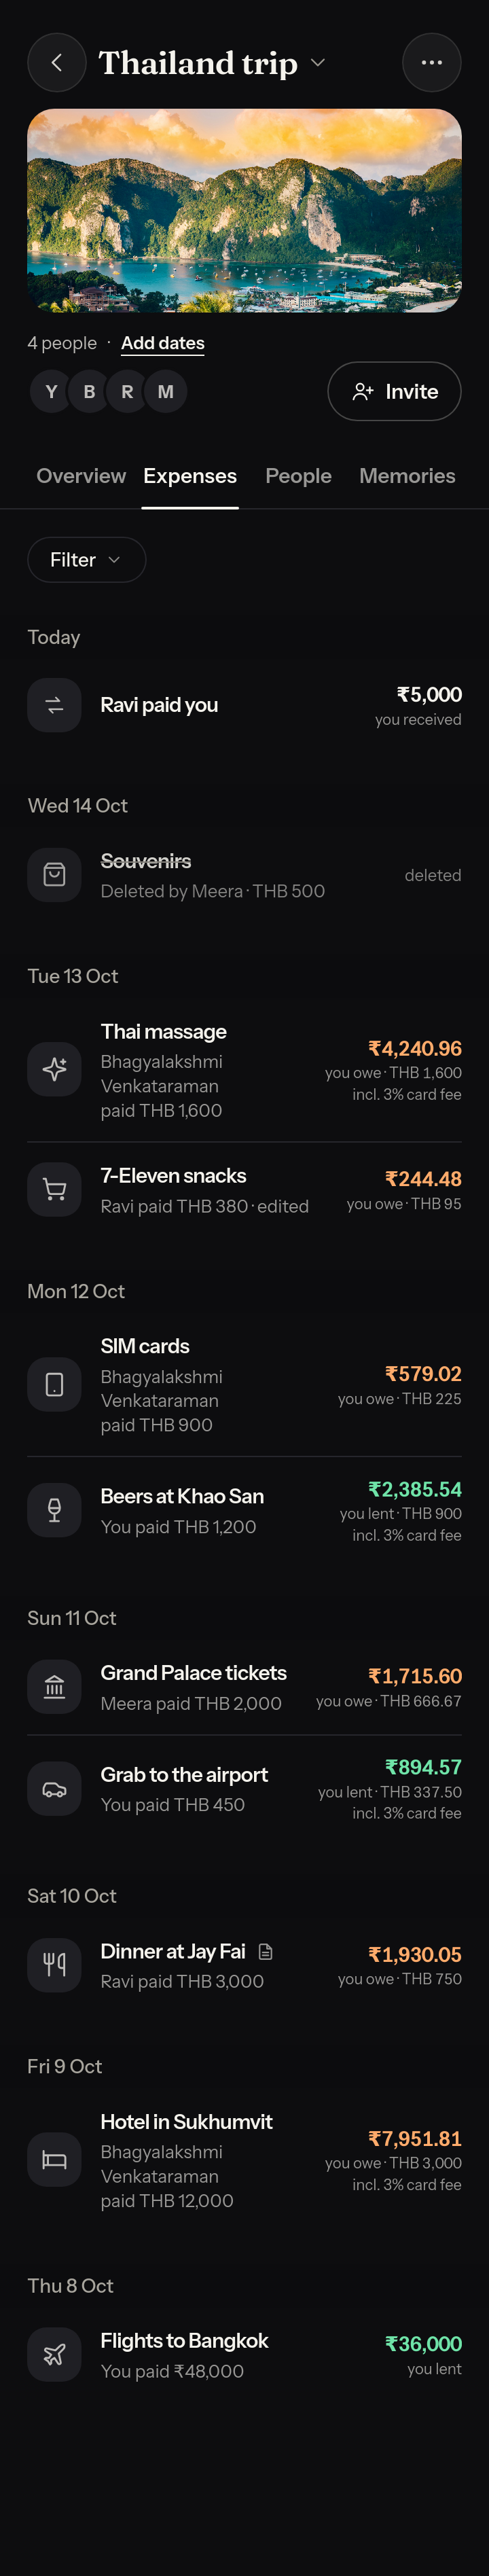 Thailand trip
4 people · Add dates
Y B R M
Invite
Overview Expenses People Memories
Filter
Today
Ravi paid you
₹5,000
you received
Wed 14 Oct
Souvenirs
Deleted by Meera · THB 500
deleted
Tue 13 Oct
Thai massage
Bhagyalakshmi
Venkataraman
paid THB 1,600
₹4,240.96
you owe · THB 1,600
incl. 3% card fee
7-Eleven snacks
Ravi paid THB 380 · edited
₹244.48
you owe · THB 95
Mon 12 Oct
SIM cards
Bhagyalakshmi
Venkataraman
paid THB 900
₹579.02
you owe · THB 225
Beers at Khao San
You paid THB 1,200
₹2,385.54
you lent · THB 900
incl. 3% card fee
Sun 11 Oct
Grand Palace tickets
Meera paid THB 2,000
₹1,715.60
you owe · THB 666.67
Grab to the airport
You paid THB 450
₹894.57
you lent · THB 337.50
incl. 3% card fee
Sat 10 Oct
Dinner at Jay Fai
Ravi paid THB 3,000
₹1,930.05
you owe · THB 750
Fri 9 Oct
Hotel in Sukhumvit
Bhagyalakshmi
Venkataraman
paid THB 12,000
₹7,951.81
you owe · THB 3,000
incl. 3% card fee
Thu 8 Oct
Flights to Bangkok
You paid ₹48,000
₹36,000
you lent